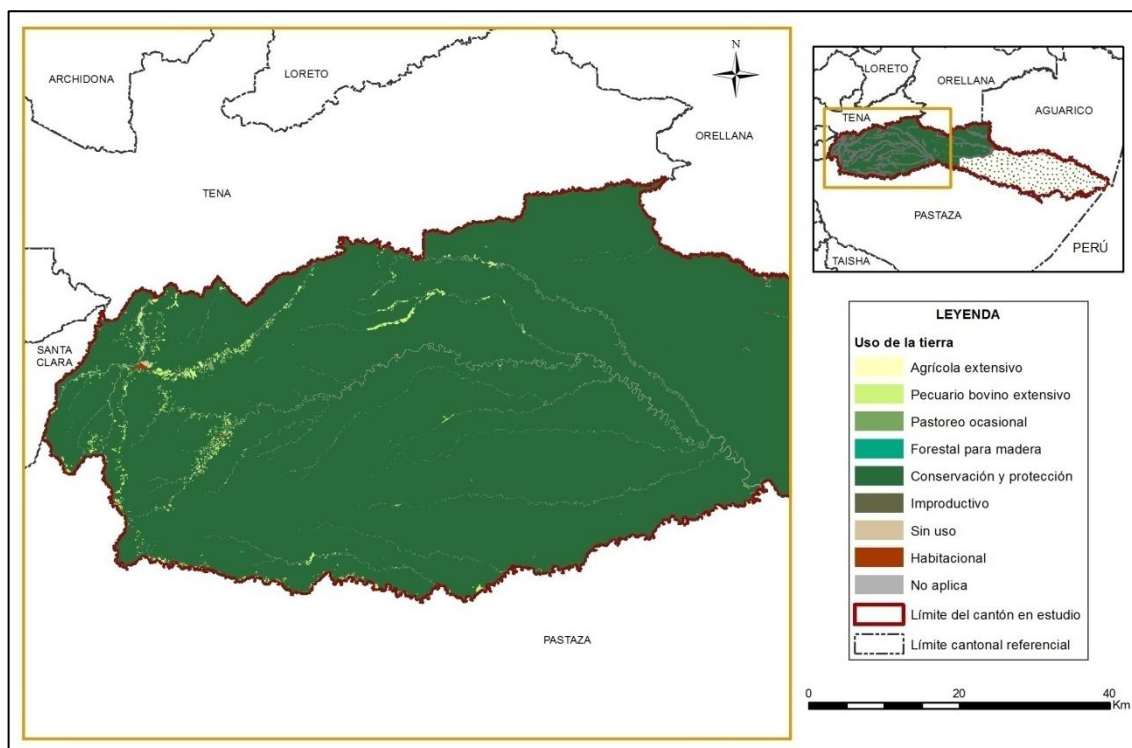 ARCHIDONA
LORETO
N
ORELLANA
TENA
SANTA
CLARA
PASTAZA
LORETO
ORELLANA
AGUARICO
TENA
PASTAZA
PERÚ
TAISHA
LEYENDA
Uso de la tierra
Agrícola extensivo
Pecuario bovino extensivo
Pastoreo ocasional
Forestal para madera
Conservación y protección
Improductivo
Sin uso
Habitacional
No aplica
Límite del cantón en estudio
Límite cantonal referencial
0 20 40
Km